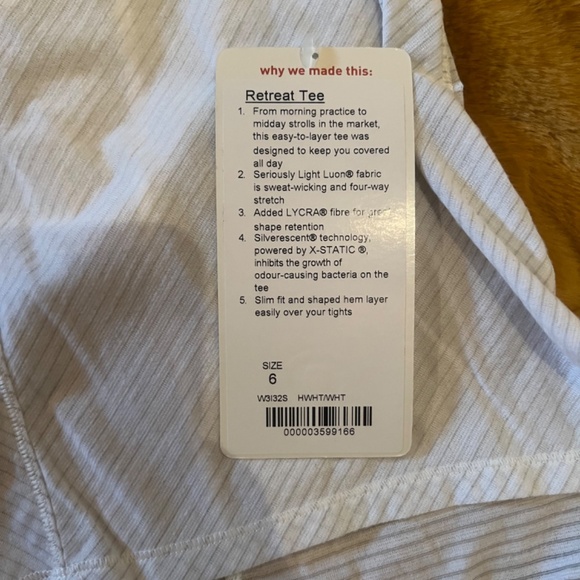 why we made this:
Retreat Tee
1. From morning practice to
midday strolls in the market,
this easy-to-layer tee was
designed to keep you covered
all day
2. Seriously Light Luon® fabric
is sweat-wicking and four-way
stretch
3. Added LYCRA® fibre for great
shape retention
4. Silverescent® technology,
powered by X-STATIC ®,
inhibits the growth of
odour-causing bacteria on the
tee
5. Slim fit and shaped hem layer
easily over your tights
SIZE
6
W3I32S HWHT/WHT
000003599166